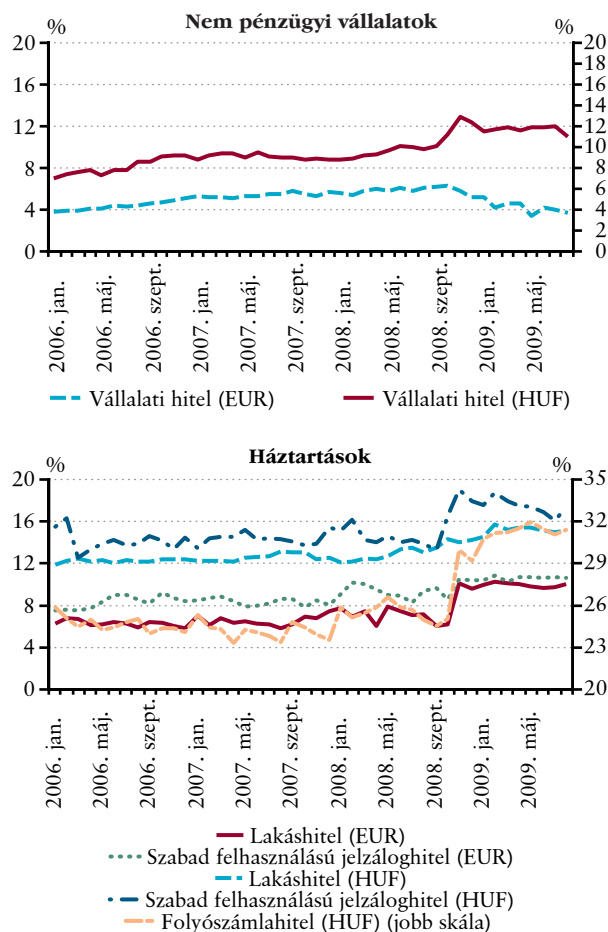 Nem pénzügyi vállalatok
% %
20 20
18
16 16
14
12 12
10
8 8
6
4 4
2
0 0
2006. jan.
2006. máj.
2006. szept.
2007. jan.
2007. máj.
2007. szept.
2008. jan.
2008. máj.
2008. szept.
2009. jan.
2009. máj.
Vállalati hitel (EUR) Vállalati hitel (HUF)
Háztartások
% %
20 35
16 32
12 29
8 26
4 23
0 20
2006. jan.
2006. máj.
2006. szept.
2007. jan.
2007. máj.
2007. szept.
2008. jan.
2008. máj.
2008. szept.
2009. jan.
2009. máj.
Lakáshitel (EUR)
Szabad felhasználású jelzáloghitel (EUR)
Lakáshitel (HUF)
Szabad felhasználású jelzáloghitel (HUF)
Folyószámlahitel (HUF) (jobb skála)